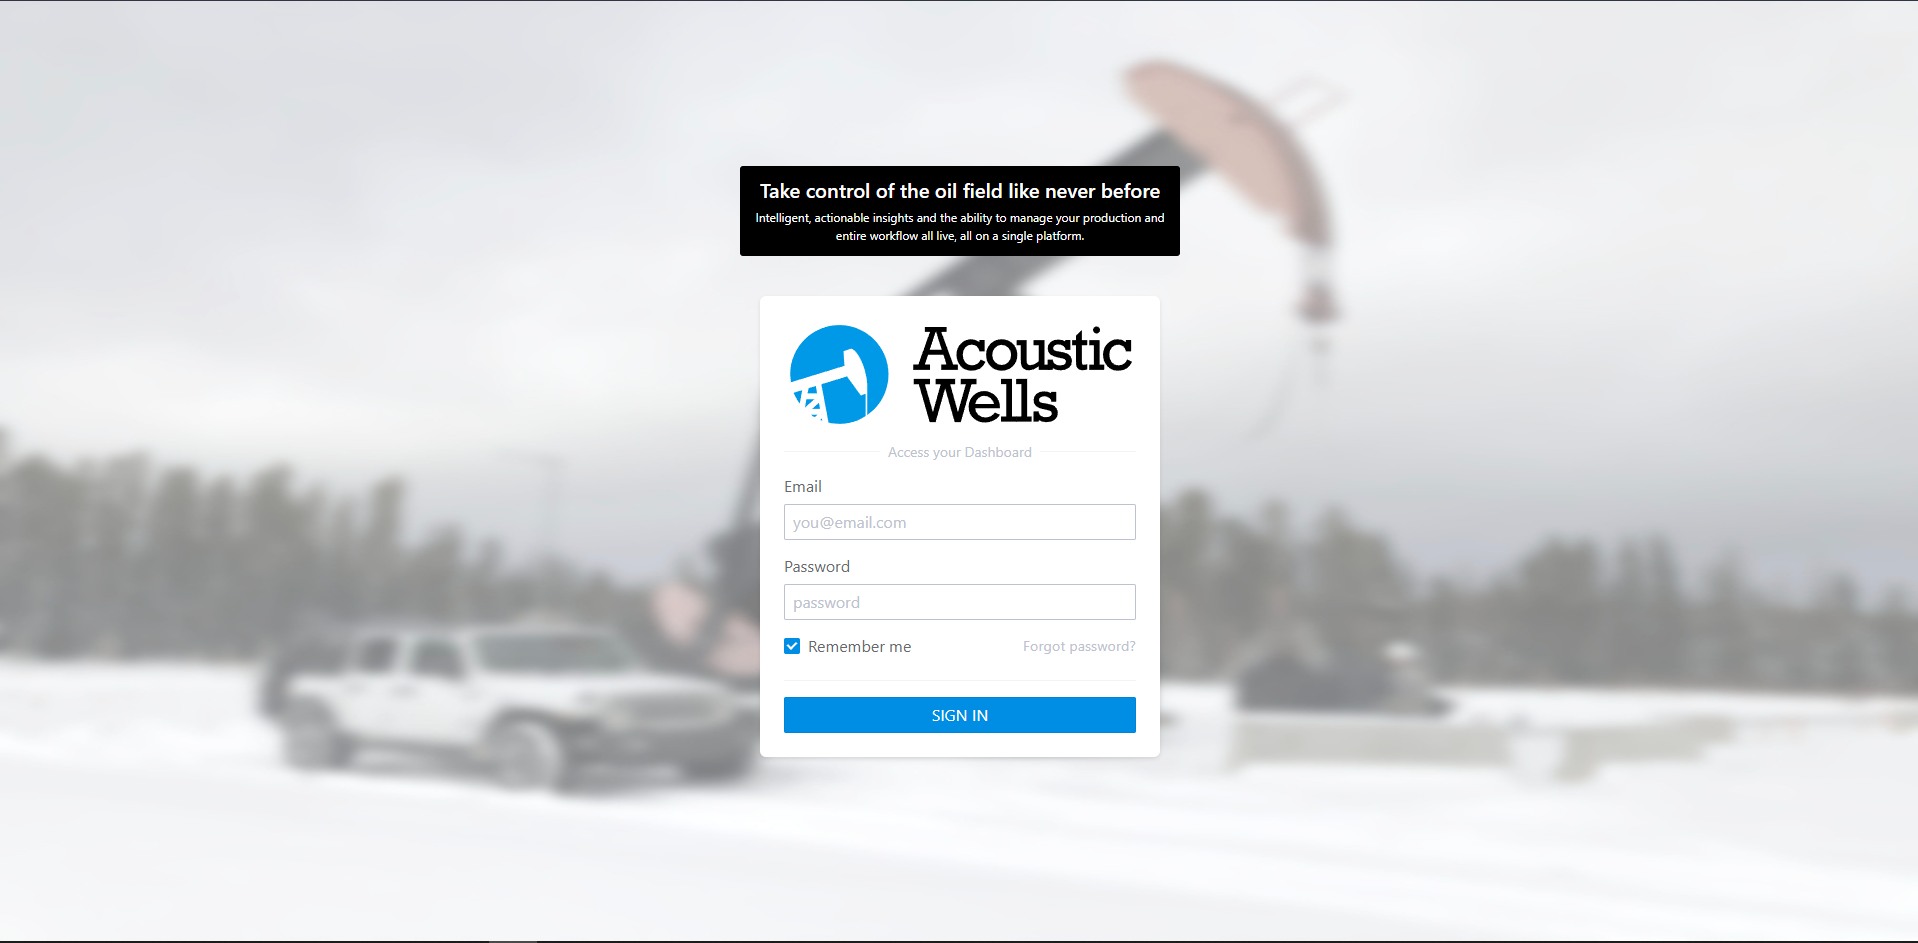 Take control of the oil field like never before
Intelligent, actionable insights and the ability to manage your production and
entire workflow all live, all on a single platform.
Acoustic
Wells
Access your Dashboard
Email
you@email.com
Password
password
Remember me
Forgot password?
SIGN IN